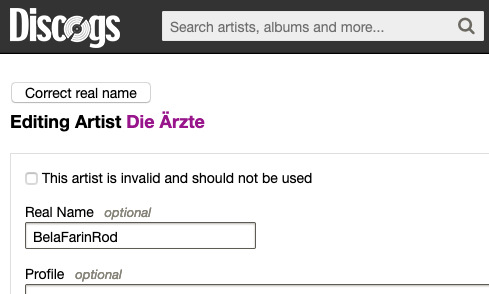 Discogs
Search artists, albums and more...
Correct real name
Editing Artist Die Ärzte
This artist is invalid and should not be used
Real Name optional
BelaFarinRod
Profile optional